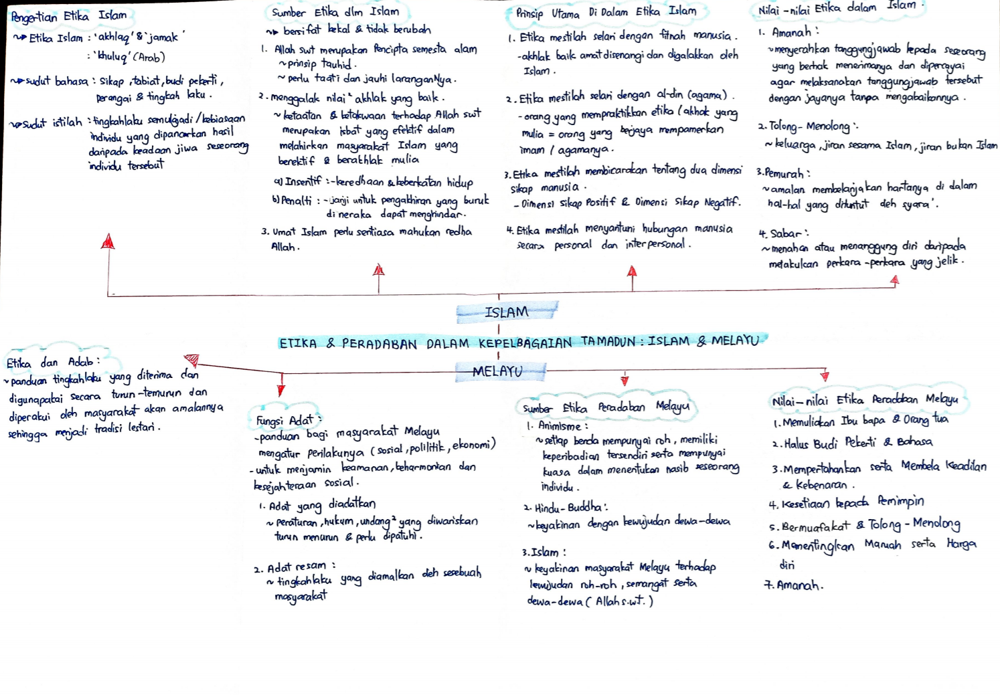 Pengertian Etika Islam
Etika Islam : 'akhlaq' & 'jamak'
: 'khuluq' (Arab)
sudut bahasa : Sikap, tabiat, budi pekerti,
perangai & tingkah laku.
sudut istilah : tingkahlaku semulajadi / kebiasaan
individu yang dipancarkan hasil
daripada keadaan jiwa seseorang
individu tersebut
Sumber Etika dlm Islam
bersifat kekal & tidak berubah
1. Allah swt merupakan Pencipta semesta alam
~ prinsip tauhid.
~ perlu taati dan jauhi laranganNya.
2. menggalak nilai² akhlak yang baik.
~ ketaatan & ketakwaan terhadap Allah swt
merupakan isbat yang efektif dalam
melahirkan masyarakat Islam yang
berektif & berakhlak mulia
a) Insentif : - keredhaan & keberkatan hidup
b) Penalti : - janji untuk pengakhiran yang buruk
di neraka dapat menghindar.
3. Umat Islam perlu sentiasa mahukan redha
Allah.
Prinsip Utama Di Dalam Etika Islam
1. Etika mestilah selari dengan fitnah manusia.
- akhlak baik amat disenangi dan digalakkan oleh
Islam.
2. Etika mestilah selari dengan al-din (agama).
- orang yang mempraktikkan etika / akhok yang
mulia = orang yang berjaya mempamerkan
imam / agamanya.
3. Etika mestilah membicarakan tentang dua dimensi
sikap manusia.
- Dimensi Sikap Positif & Dimensi Sikap Negatif.
4. Etika mestilah menyantuni hubungan manusia
secara personal dan interpersonal.
Nilai-nilai Etika dalam Islam.
1. Amanah :
~ menyerahkan tanggungjawab kepada seseorang
yang berhak menerimanya dan dipercayai
agar melaksanakan tanggungjawab tersebut
dengan jayanya tanpa mengabaikannya.
2. Tolong-Menolong :
~ keluarga, jiran sesama Islam, jiran bukan Islam
3. Pemurah :
~ amalan membelanjakan hartanya di dalam
hal-hal yang dituntut oleh syara'.
4. Sabar :
~ menahan atau menanggung diri daripada
melakukan perkara-perkara yang jelik.
ISLAM
ETIKA & PERADABAN DALAM KEPELBAGAIAN TAMADUN : ISLAM & MELAYU
MELAYU
Etika dan Adab :
~ panduan tingkahlaku yang diterima dan
digunapakai secara turun-temurun dan
diperakui oleh masyarakat akan amalannya
sehingga menjadi tradisi lestari.
Fungsi Adat :
- panduan bagi masyarakat Melayu
mengatur perilakunya (sosial, polilitik, ekonomi)
- untuk menjamin keamanan, keharmonian dan
kesejahteraan sosial.
1. Adat yang diadatkan
~ peraturan, hukum, undang² yang diwariskan
turun menurun & perlu dipatuhi.
2. Adat resam :
~ tingkahlaku yang diamalkan oleh sesebuah
masyarakat
Sumber Etika Peradaban Melayu
1. Animisme :
~ setiap benda mempunyai roh, memiliki
keperibadian tersendiri serta mempunyai
kuasa dalam menentukan nasib seseorang
individu.
2. Hindu-Buddha :
~ keyakinan dengan kewujudan dewa-dewa
3. Islam :
~ keyakinan masyarakat Melayu terhadap
kewujudan roh-roh, semangat serta
dewa-dewa (Allah s.w.t.)
Nilai-nilai Etika Peradaban Melayu
1. Memuliakan Ibu bapa & Orang tua
2. Halus Budi Pekerti & Bahasa
3. Mempertahankan serta Membela Keadilan
& Kebenaran.
4. Kesetiaan kepada Pemimpin
5. Bermuafakat & Tolong-Menolong
6. Mementingkan Maruah serta Harga
diri
7. Amanah.